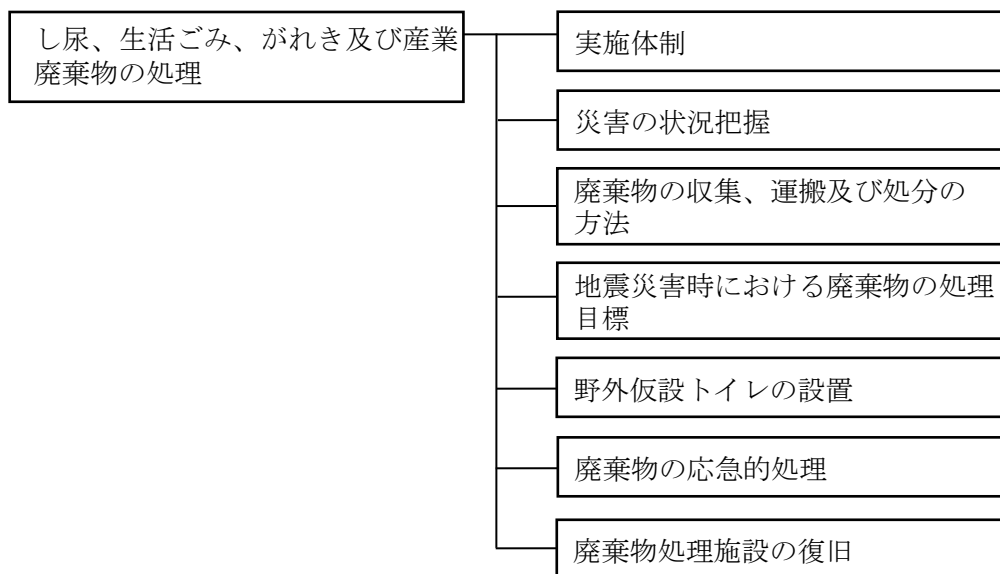 し尿、生活ごみ、がれき及び産業
廃棄物の処理
実施体制
災害の状況把握
廃棄物の収集、運搬及び処分の
方法
地震災害時における廃棄物の処理
目標
野外仮設トイレの設置
廃棄物の応急的処理
廃棄物処理施設の復旧